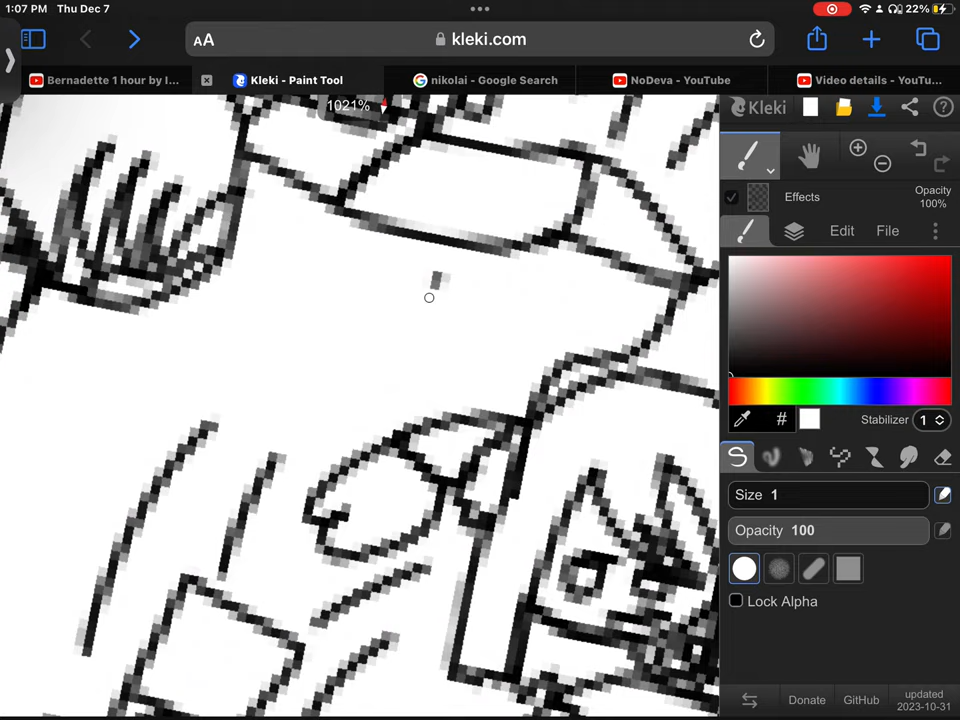 1:07 PM Thu Dec 7
22%
AA
kleki.com
Bernadette 1 hour by I...
Kleki - Paint Tool
nikolai - Google Search
NoDeva - YouTube
Video details - YouTu...
1021%
Kleki
Effects
Opacity
100%
Edit
File
#
Stabilizer 1
Size 1
Opacity 100
Lock Alpha
Donate
GitHub
updated
2023-10-31